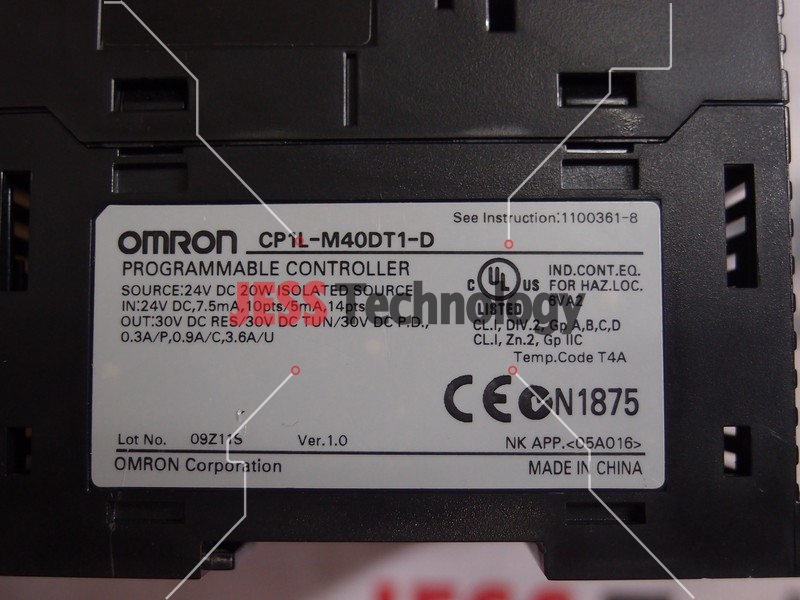 See Instruction:1100361-8
OMRON CP1L-M40DT1-D
PROGRAMMABLE CONTROLLER
SOURCE:24V DC 20W ISOLATED SOURCE
IN:24V DC,7.5mA,10pts/5mA,14pts
OUT:30V DC RES/30V DC TUN/30V DC P.D.,
0.3A/P,0.9A/C,3.6A/U
C UL US
LISTED
IND.CONT.EQ.
FOR HAZ.LOC.
6VA2
CL.I, DIV.2, Gp A,B,C,D
CL.I, Zn.2, Gp IIC
Temp.Code T4A
JESS Technology
CE N1875
Lot No. 09Z11S Ver.1.0
NK APP.<05A016>
OMRON Corporation
MADE IN CHINA